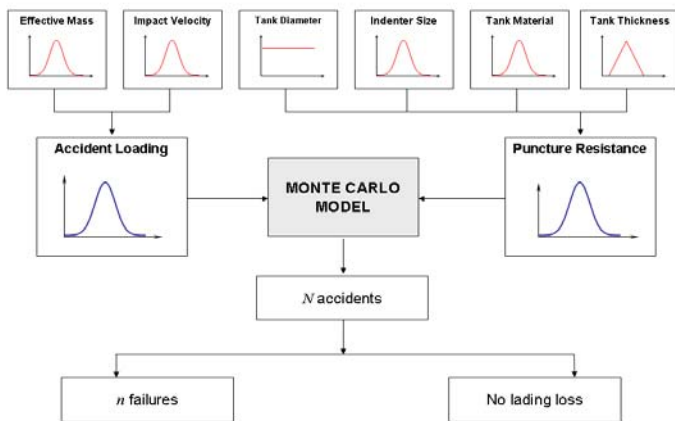 Effective Mass
Impact Velocity
Tank Diameter
Indenter Size
Tank Material
Tank Thickness
Accident Loading
Puncture Resistance
MONTE CARLO
MODEL
N accidents
n failures
No lading loss